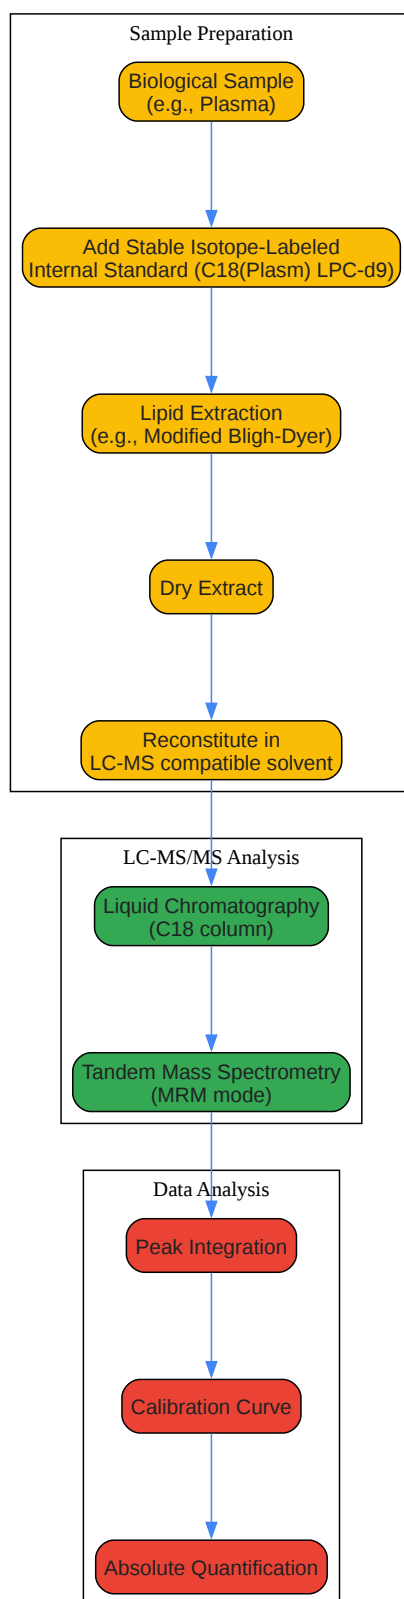 Sample Preparation
Biological Sample
(e.g., Plasma)
Add Stable Isotope-Labeled
Internal Standard (C18(Plasm) LPC-d9)
Lipid Extraction
(e.g., Modified Bligh-Dyer)
Dry Extract
Reconstitute in
LC-MS compatible solvent
LC-MS/MS Analysis
Liquid Chromatography
(C18 column)
Tandem Mass Spectrometry
(MRM mode)
Data Analysis
Peak Integration
Calibration Curve
Absolute Quantification